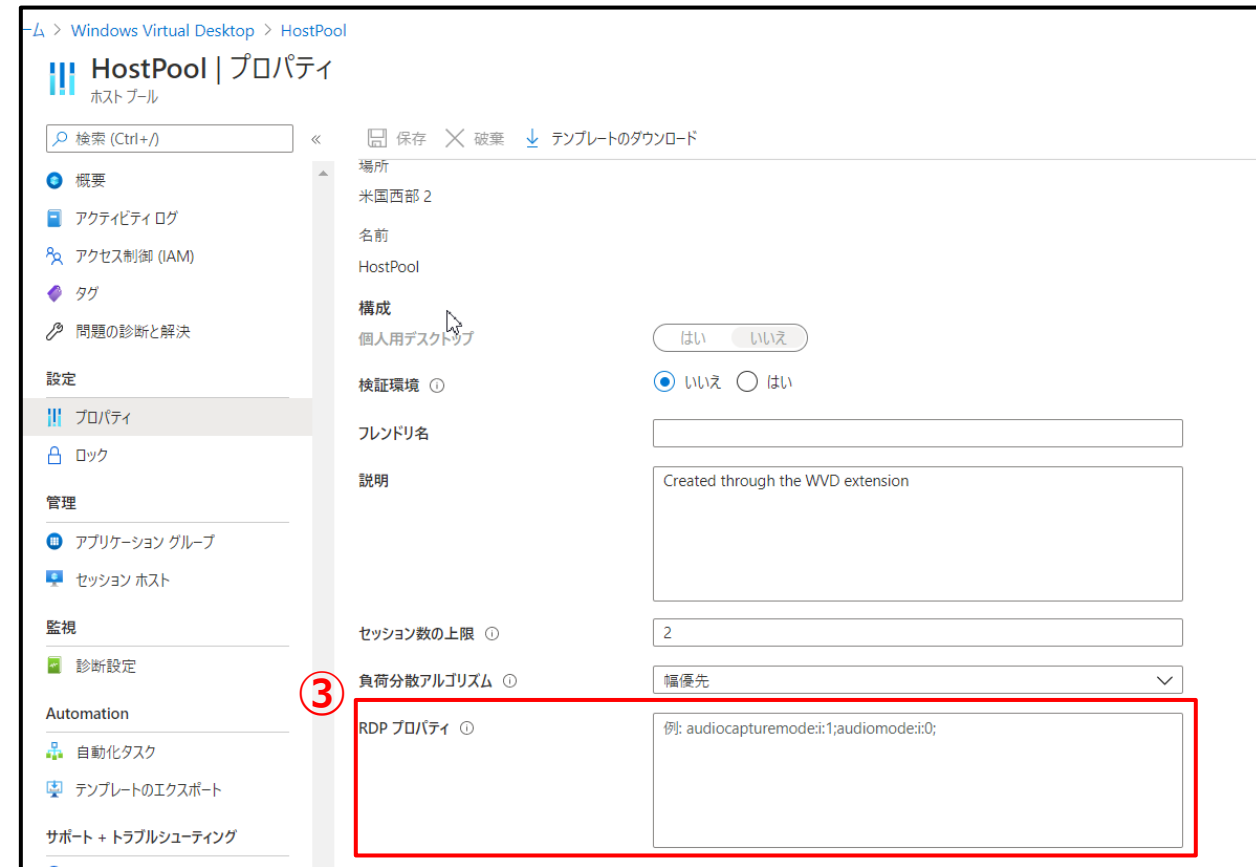 ーム > Windows Virtual Desktop > HostPool
HostPool | プロパティ
ホスト プール
検索 (Ctrl+/)
«
保存
破棄
テンプレートのダウンロード
概要
アクティビティ ログ
アクセス制御 (IAM)
タグ
問題の診断と解決
設定
プロパティ
ロック
管理
アプリケーション グループ
セッション ホスト
監視
診断設定
Automation
自動化タスク
テンプレートのエクスポート
サポート + トラブルシューティング
場所
米国西部 2
名前
HostPool
構成
個人用デスクトップ
はい いいえ
検証環境
いいえ はい
フレンドリ名
説明
Created through the WVD extension
セッション数の上限
2
負荷分散アルゴリズム
幅優先
③
RDP プロパティ
例: audiocapturemode:i:1;audiomode:i:0;